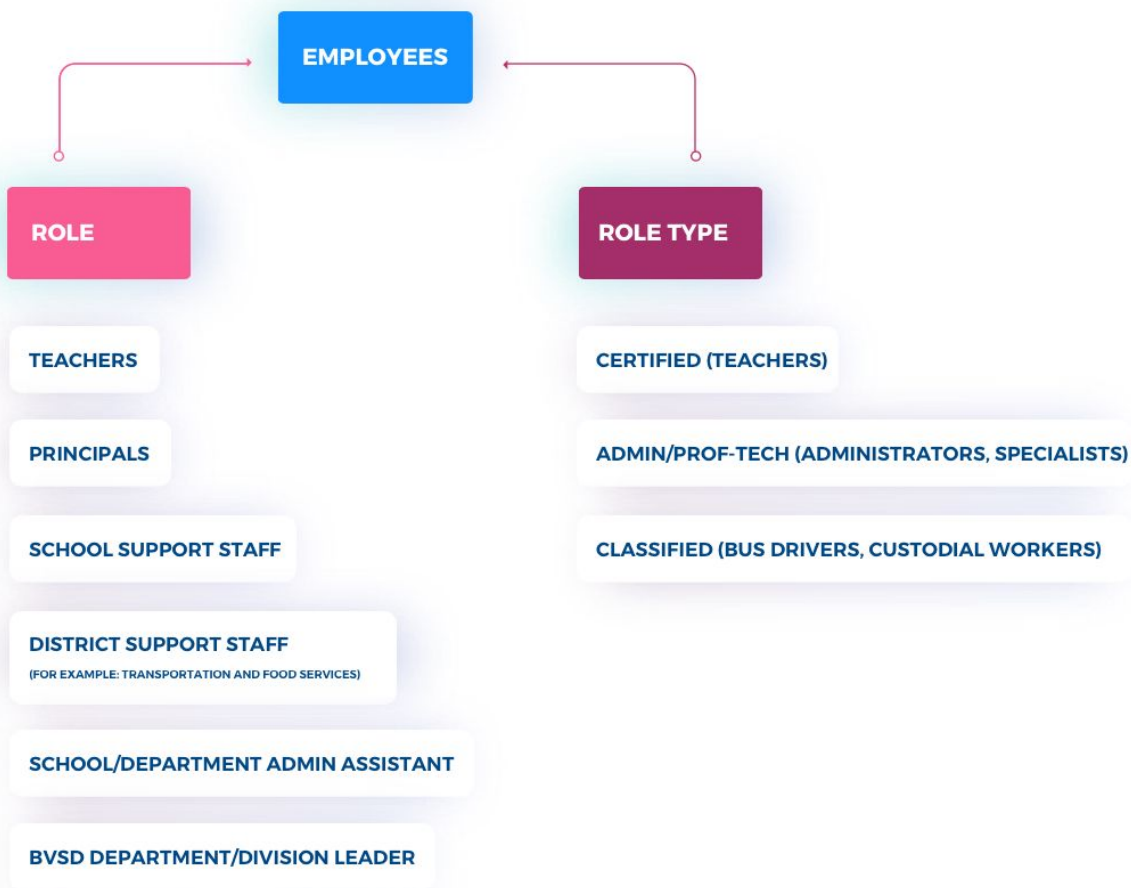 EMPLOYEES
ROLE
TEACHERS
PRINCIPALS
SCHOOL SUPPORT STAFF
DISTRICT SUPPORT STAFF
(FOR EXAMPLE: TRANSPORTATION AND FOOD SERVICES)
SCHOOL/DEPARTMENT ADMIN ASSISTANT
BVSD DEPARTMENT/DIVISION LEADER
ROLE TYPE
CERTIFIED (TEACHERS)
ADMIN/PROF-TECH (ADMINISTRATORS, SPECIALISTS)
CLASSIFIED (BUS DRIVERS, CUSTODIAL WORKERS)